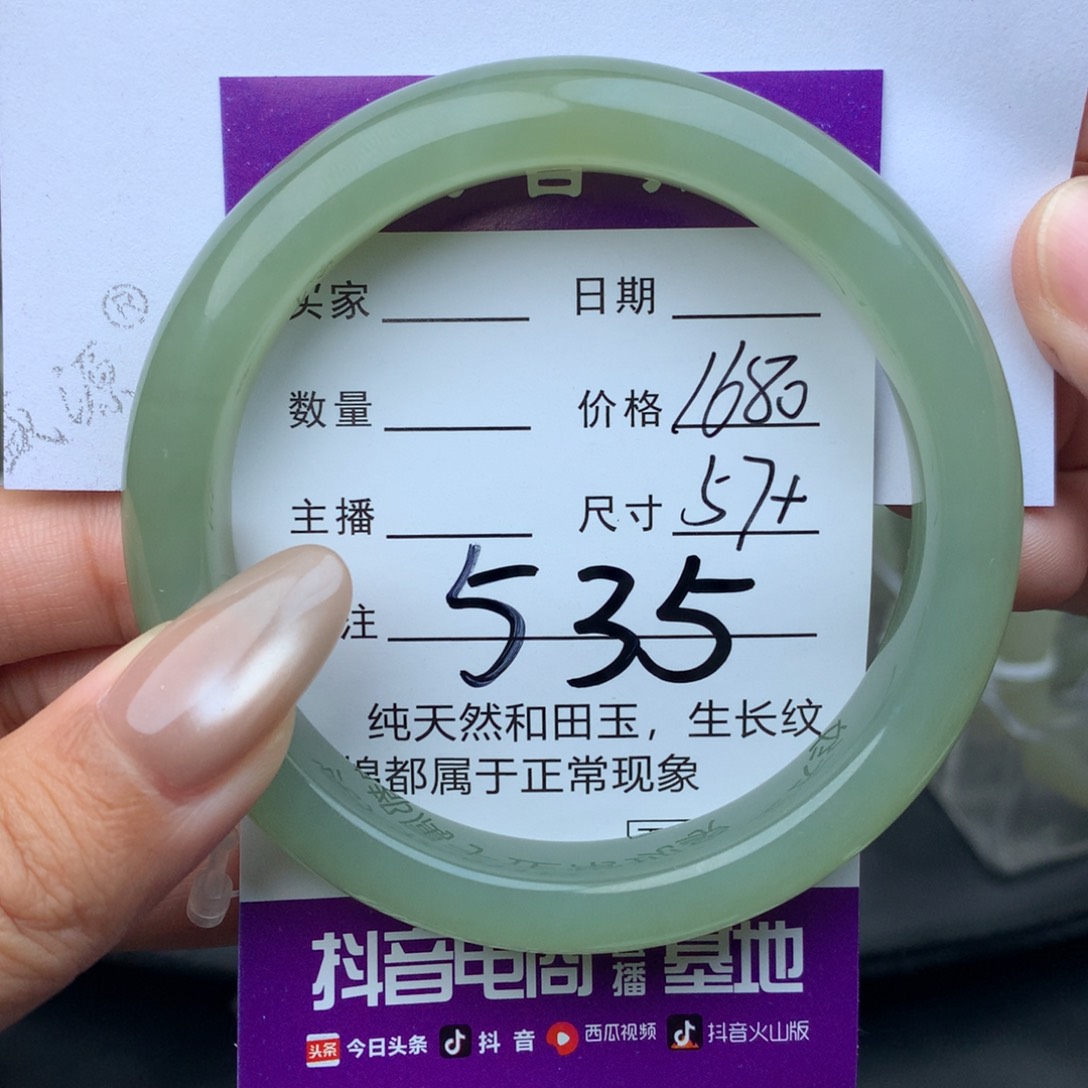 买家 日期
数量 价格 1680
主播 尺寸 57+
注 535
纯天然和田玉，生长纹
棉都属于正常现象
抖音电商直播基地
头条 今日头条 抖音 西瓜视频 抖音火山版